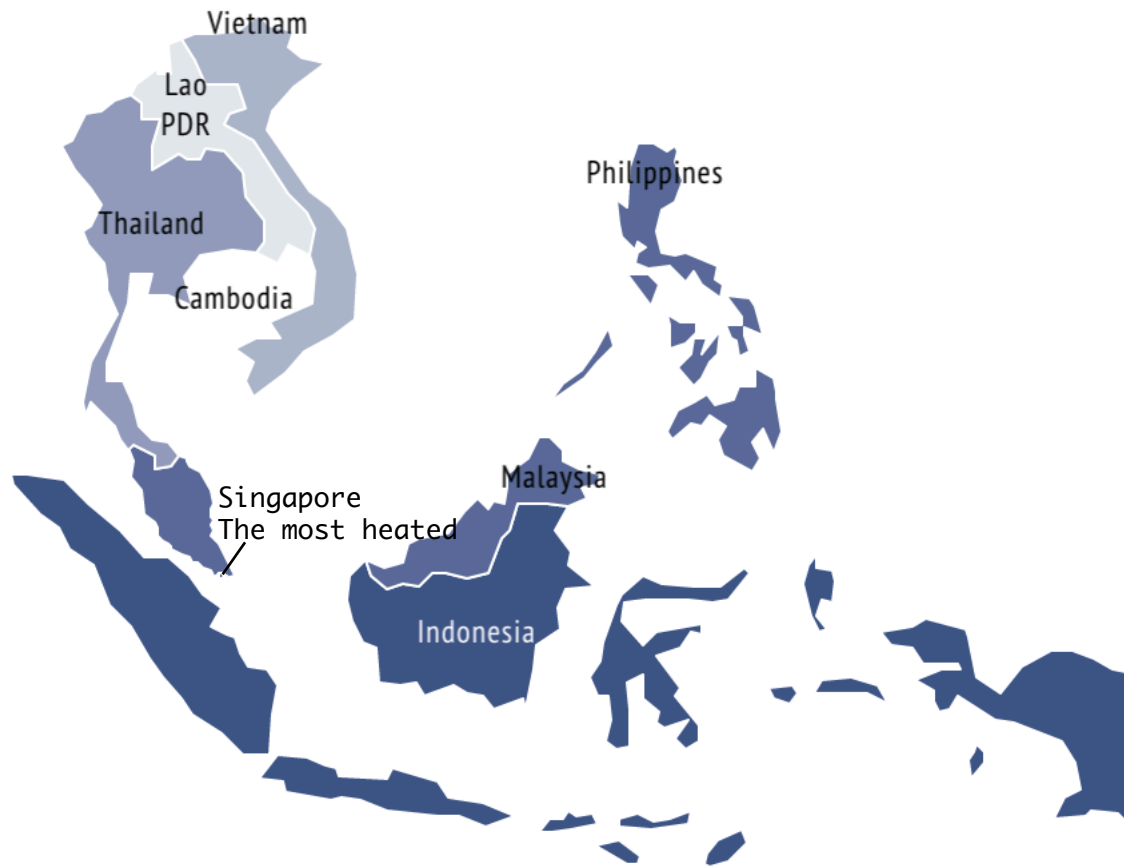 Vietnam
Lao
PDR
Philippines
Thailand
Cambodia
Malaysia
Singapore
The most heated
Indonesia